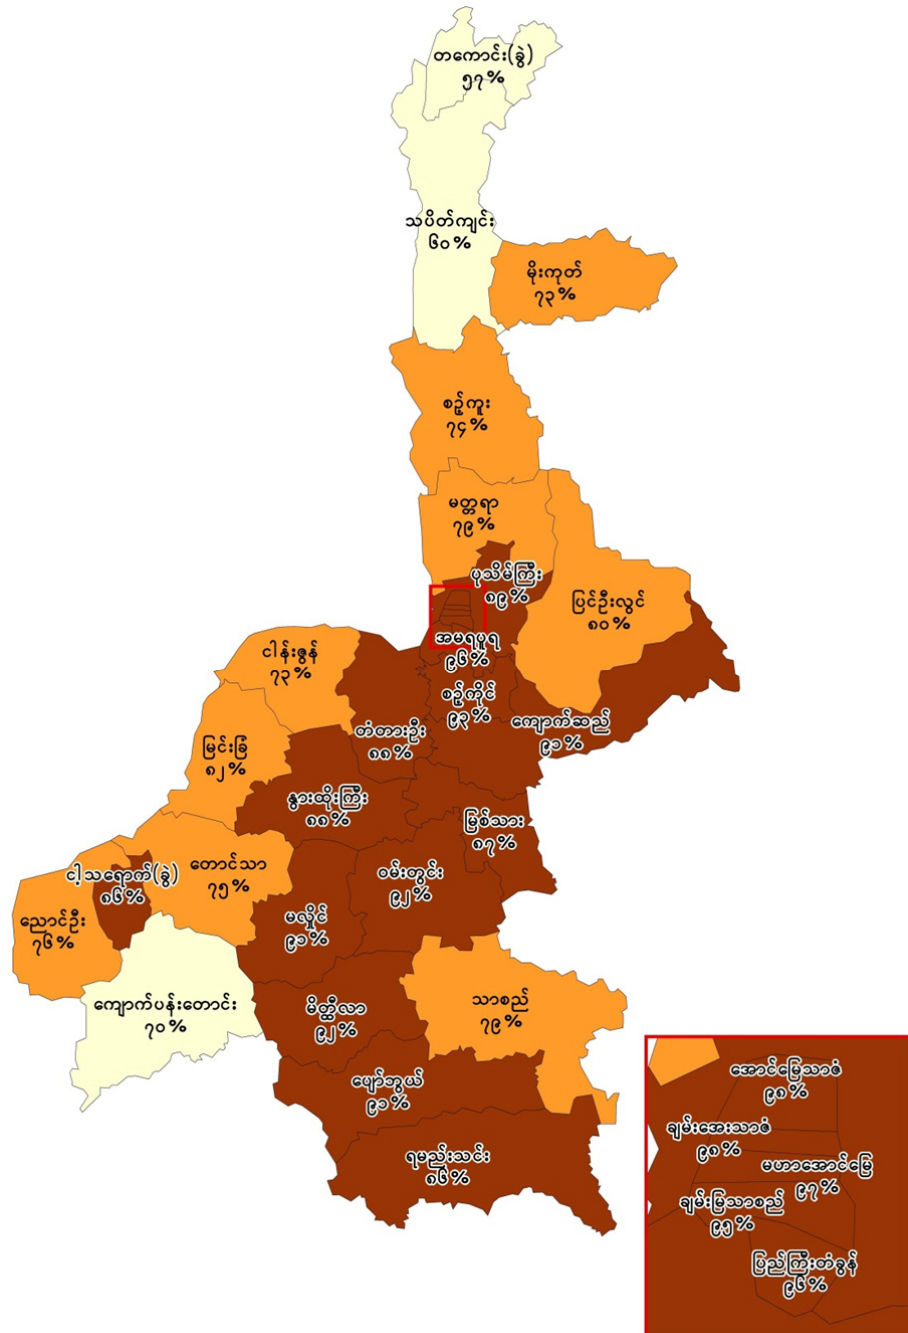 တကောင်း(ခွဲ)
၅၇%
သပိတ်ကျင်း
၆၀%
မိုးကုတ်
၇၃%
စဉ့်ကူး
၇၄%
မတ္တရာ
၇၉%
ပုသိမ်ကြီး
၈၉%
ပြင်ဦးလွင်
၈၀%
အမရပူရ
၉၆%
ငါန်းဇွန်
၇၃%
စဉ့်ကိုင်
၉၃%
ကျောက်ဆည်
၉၁%
တံတားဦး
၈၈%
မြင်းခြံ
၈၂%
နွားထိုးကြီး
၈၈%
မြစ်သား
၈၇%
တောင်သာ
၇၅%
ငါ့သရောက်(ခွဲ)
၈၆%
ဝမ်းတွင်း
၉၂%
မလှိုင်
၉၁%
ညောင်ဦး
၇၆%
ကျောက်ပန်းတောင်း
၇၀%
မိတ္ထီလာ
၉၂%
သာစည်
၇၉%
ပျော်ဘွယ်
၉၁%
ရမည်းသင်း
၈၆%
အောင်မြေသာဇံ
၉၈%
ချမ်းအေးသာဇံ
၉၈%
မဟာအောင်မြေ
၉၇%
ချမ်းမြသာစည်
၉၅%
ပြည်ကြီးတံခွန်
၉၆%